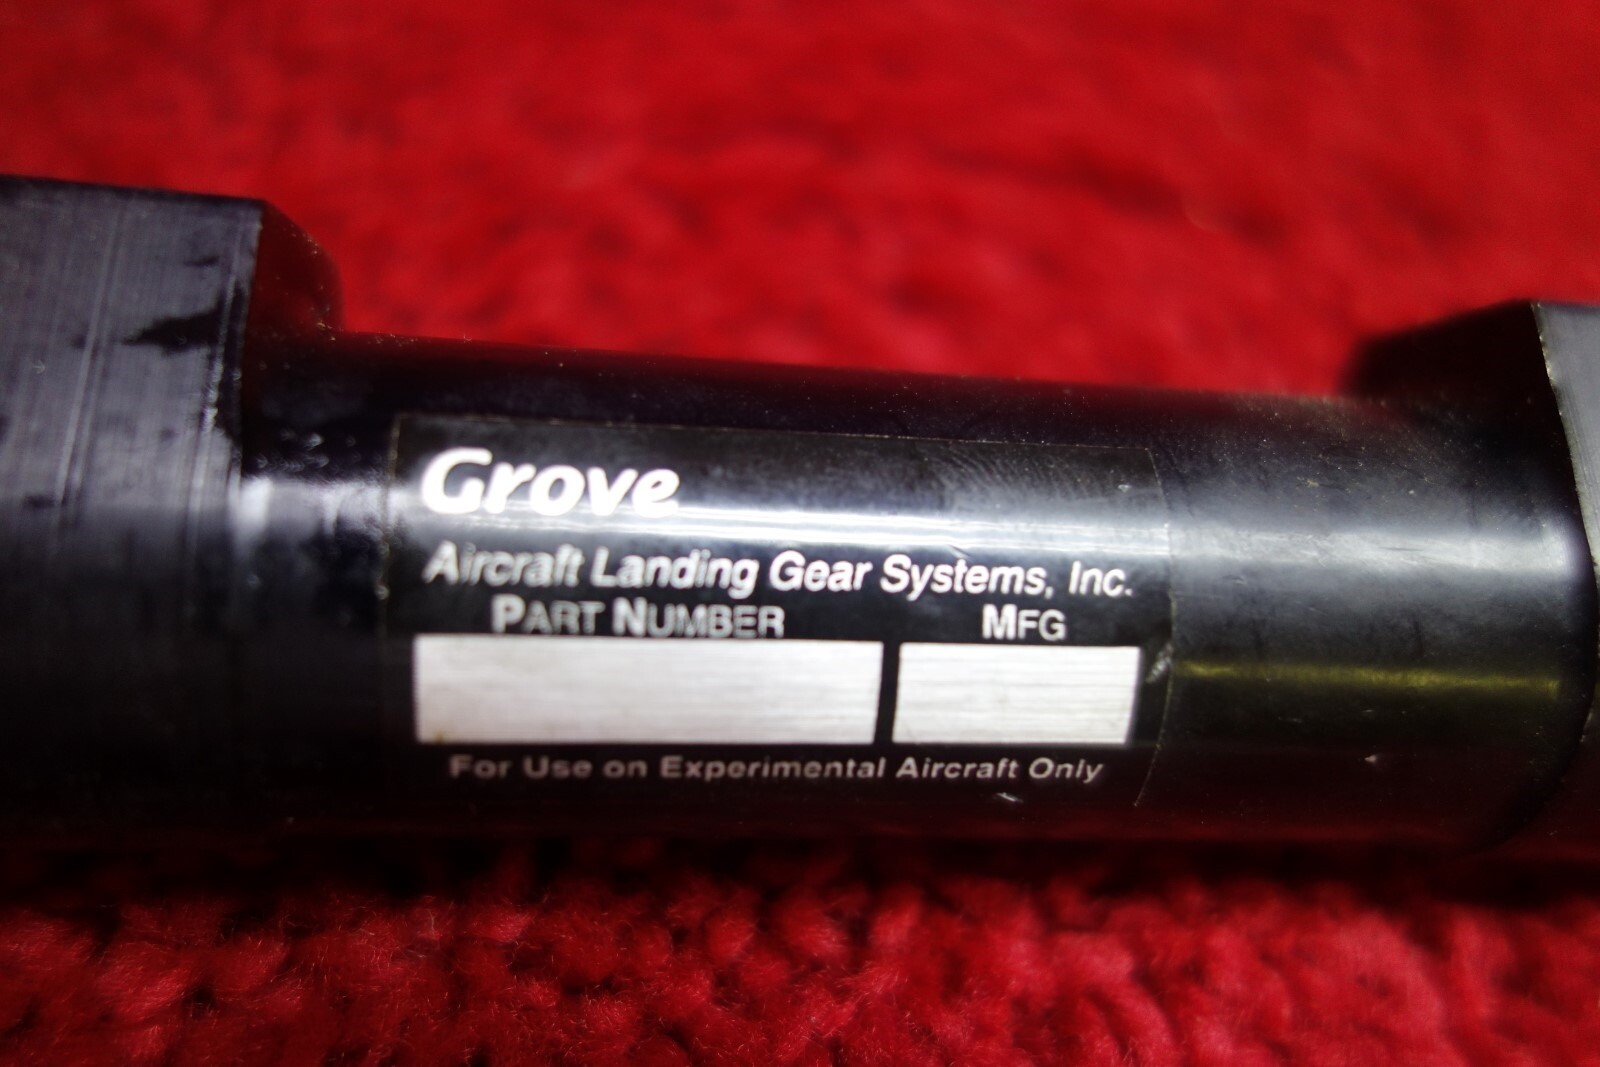 Grove
Aircraft Landing Gear Systems, Inc.
PART NUMBER MFG
For Use on Experimental Aircraft Only